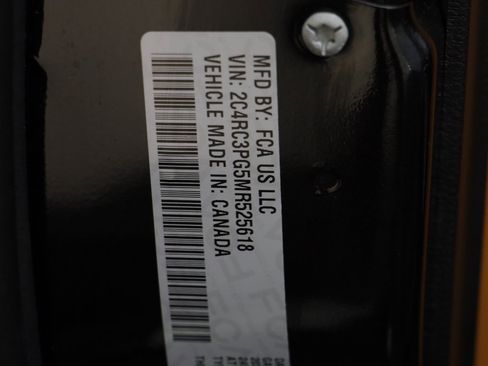 MFD BY: FCA US LLC
VIN: 2C4RC3PG5MR525618
VEHICLE MADE IN: CANADA